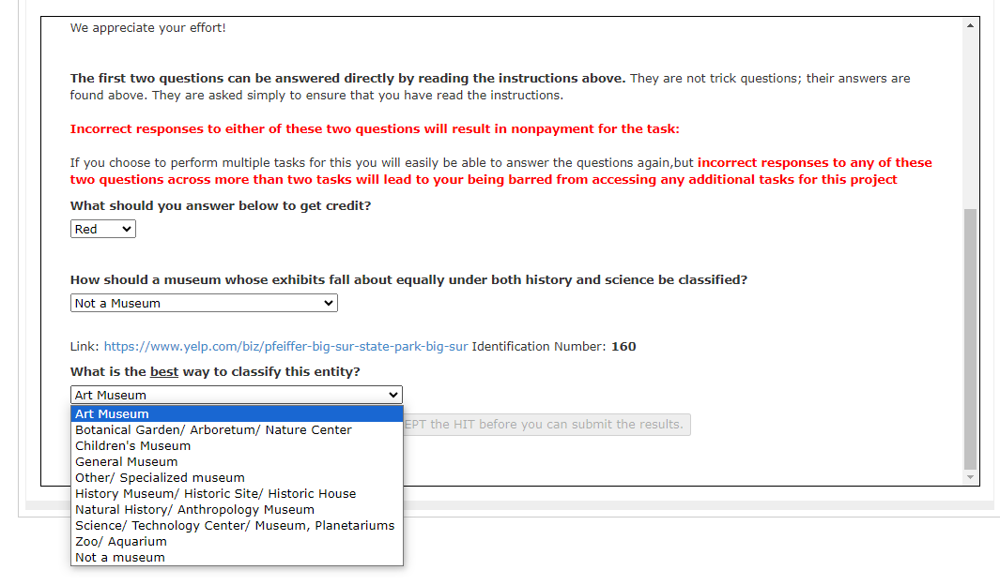 We appreciate your effort!
The first two questions can be answered directly by reading the instructions above. They are not trick questions; their answers are
found above. They are asked simply to ensure that you have read the instructions.
Incorrect responses to either of these two questions will result in nonpayment for the task:
If you choose to perform multiple tasks for this you will easily be able to answer the questions again,but incorrect responses to any of these
two questions across more than two tasks will lead to your being barred from accessing any additional tasks for this project
What should you answer below to get credit?
Red
How should a museum whose exhibits fall about equally under both history and science be classified?
Not a Museum
Link: https://www.yelp.com/biz/pfeiffer-big-sur-state-park-big-sur Identification Number: 160
What is the best way to classify this entity?
Art Museum
Art Museum
EPT the HIT before you can submit the results.
Botanical Garden/ Arboretum/ Nature Center
Children's Museum
General Museum
Other/ Specialized museum
History Museum/ Historic Site/ Historic House
Natural History/ Anthropology Museum
Science/ Technology Center/ Museum, Planetariums
Zoo/ Aquarium
Not a museum